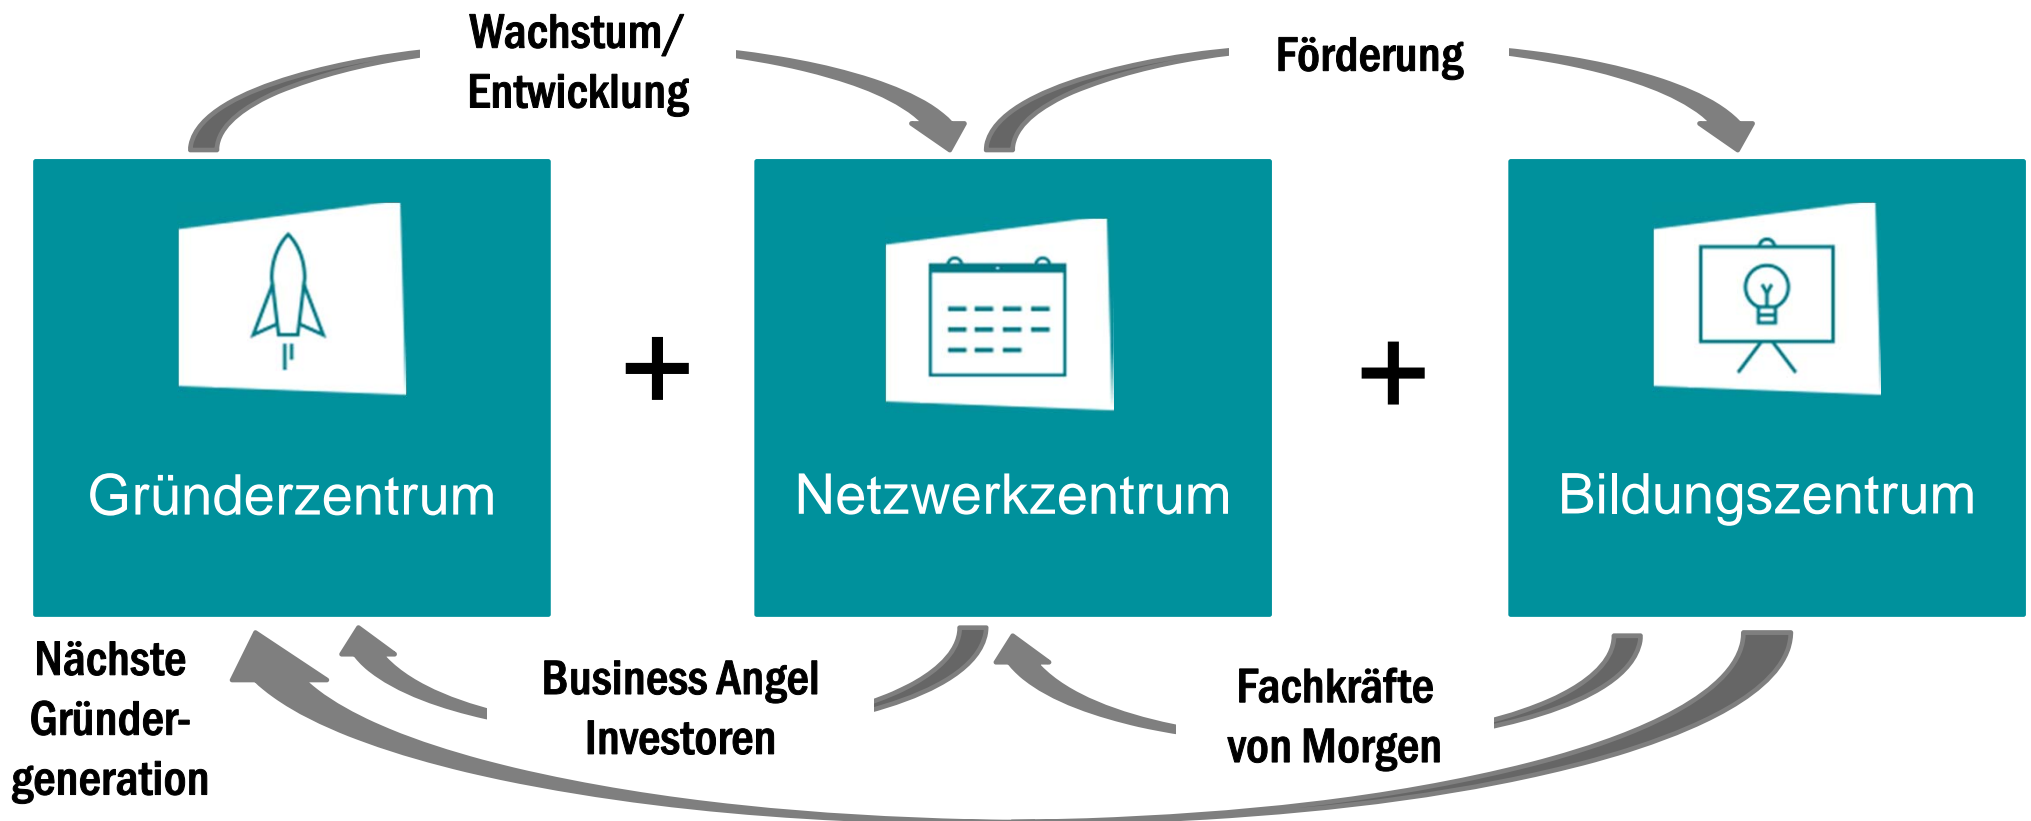 Wachstum/
Entwicklung
Förderung
Gründerzentrum
+
Netzwerkzentrum
+
Bildungszentrum
Nächste
Gründer-
generation
Business Angel
Investoren
Fachkräfte
von Morgen